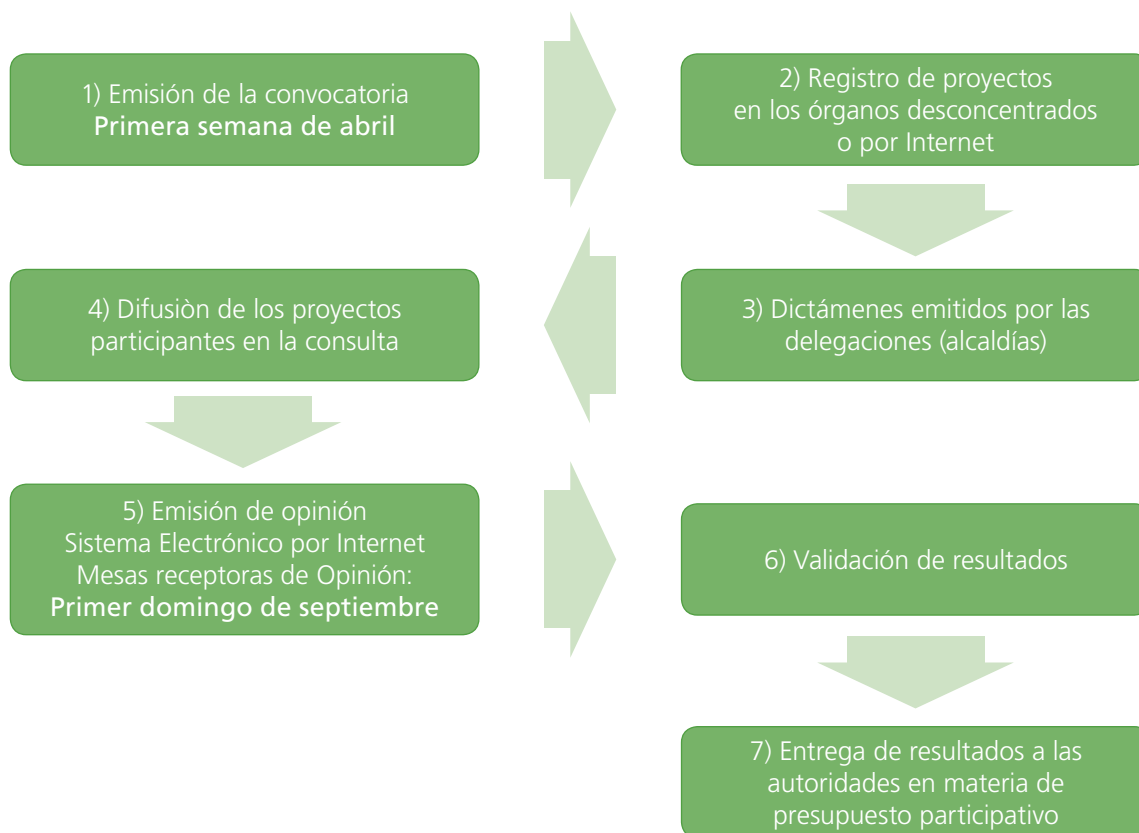 1) Emisión de la convocatoria
Primera semana de abril
2) Registro de proyectos
en los órganos desconcentrados
o por Internet
3) Dictámenes emitidos por las
delegaciones (alcaldías)
4) Difusiòn de los proyectos
participantes en la consulta
5) Emisión de opinión
Sistema Electrónico por Internet
Mesas receptoras de Opinión:
Primer domingo de septiembre
6) Validación de resultados
7) Entrega de resultados a las
autoridades en materia de
presupuesto participativo